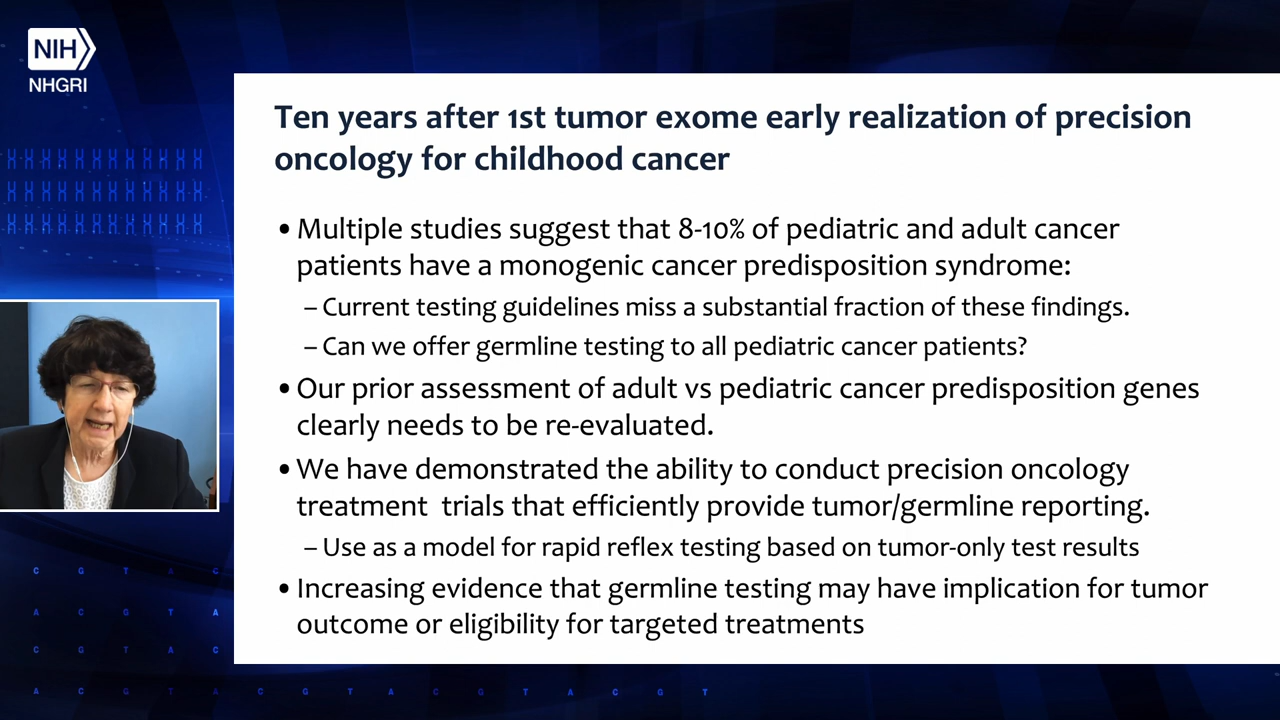 NIH
NHGRI
Ten years after 1st tumor exome early realization of precision
oncology for childhood cancer
• Multiple studies suggest that 8-10% of pediatric and adult cancer
patients have a monogenic cancer predisposition syndrome:
– Current testing guidelines miss a substantial fraction of these findings.
– Can we offer germline testing to all pediatric cancer patients?
• Our prior assessment of adult vs pediatric cancer predisposition genes
clearly needs to be re-evaluated.
• We have demonstrated the ability to conduct precision oncology
treatment  trials that efficiently provide tumor/germline reporting.
– Use as a model for rapid reflex testing based on tumor-only test results
• Increasing evidence that germline testing may have implication for tumor
outcome or eligibility for targeted treatments
C G T A C
A C G T A
C G T A C
A C G T A C G T A C G T A C G T